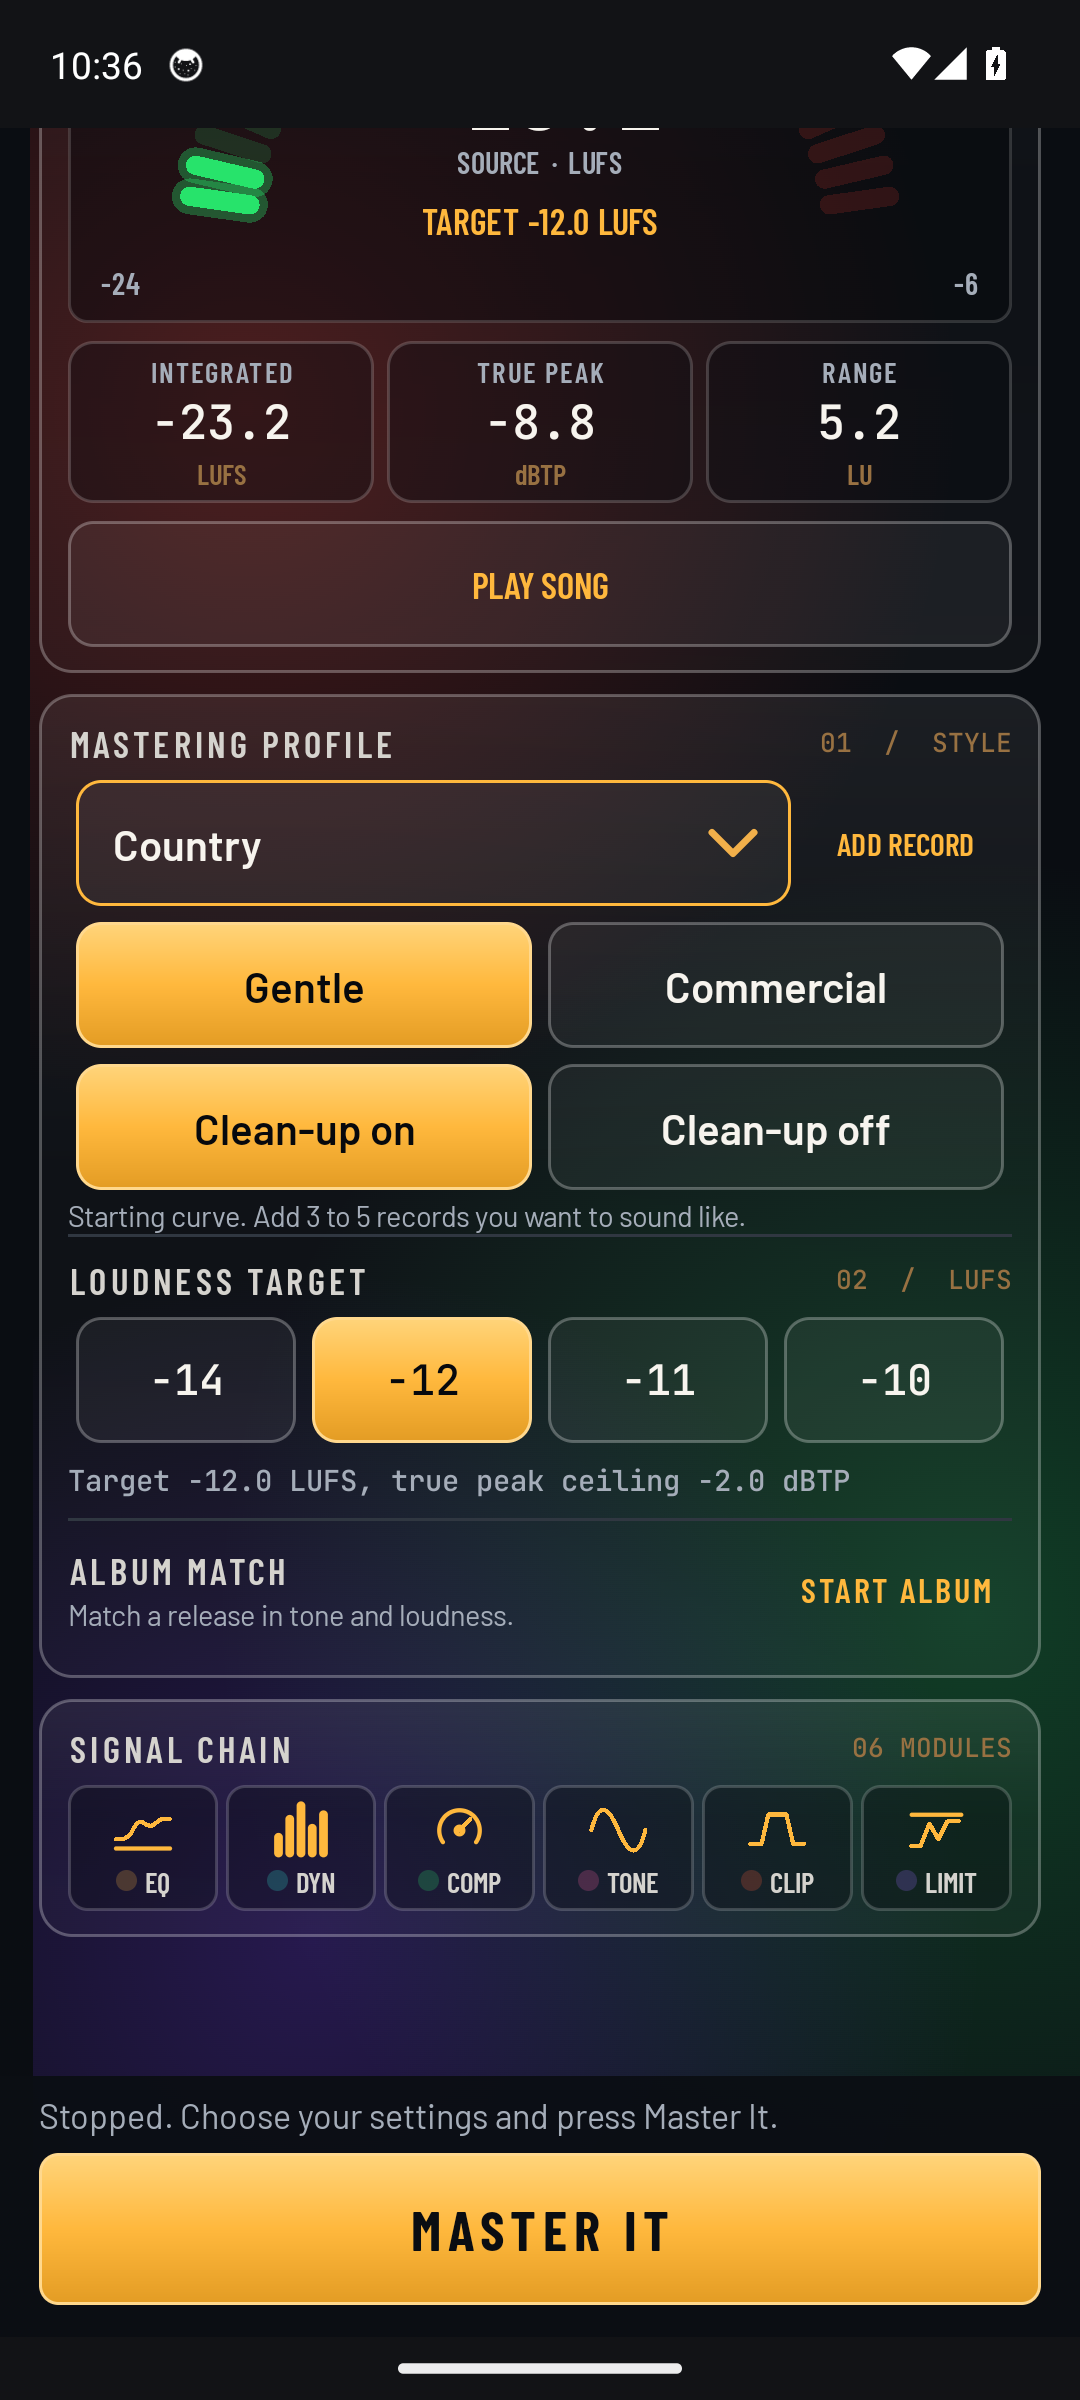 10:36
SOURCE · LUFS
TARGET -12.0 LUFS
-24 -6
INTEGRATED TRUE PEAK RANGE
-23.2 -8.8 5.2
LUFS dBTP LU
PLAY SONG
MASTERING PROFILE 01 / STYLE
Country ADD RECORD
Gentle Commercial
Clean-up on Clean-up off
Starting curve. Add 3 to 5 records you want to sound like.
LOUDNESS TARGET 02 / LUFS
-14 -12 -11 -10
Target -12.0 LUFS, true peak ceiling -2.0 dBTP
ALBUM MATCH
START ALBUM
Match a release in tone and loudness.
SIGNAL CHAIN 06 MODULES
EQ DYN COMP TONE CLIP LIMIT
Stopped. Choose your settings and press Master It.
MASTER IT